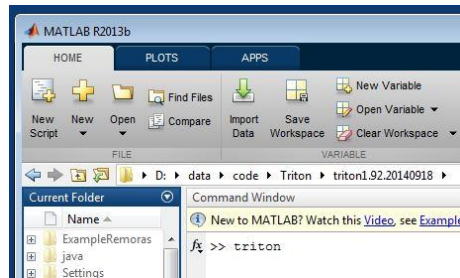 MATLAB R2013b
HOME PLOTS APPS
New Script New Open Find Files Compare Import Data Save Workspace New Variable Open Variable Clear Workspace
FILE VARIABLE
D: data code Triton triton1.92.20140918
Current Folder Command Window
Name New to MATLAB? Watch this Video, see Example
ExampleRemoras fx >> triton
java
Settings